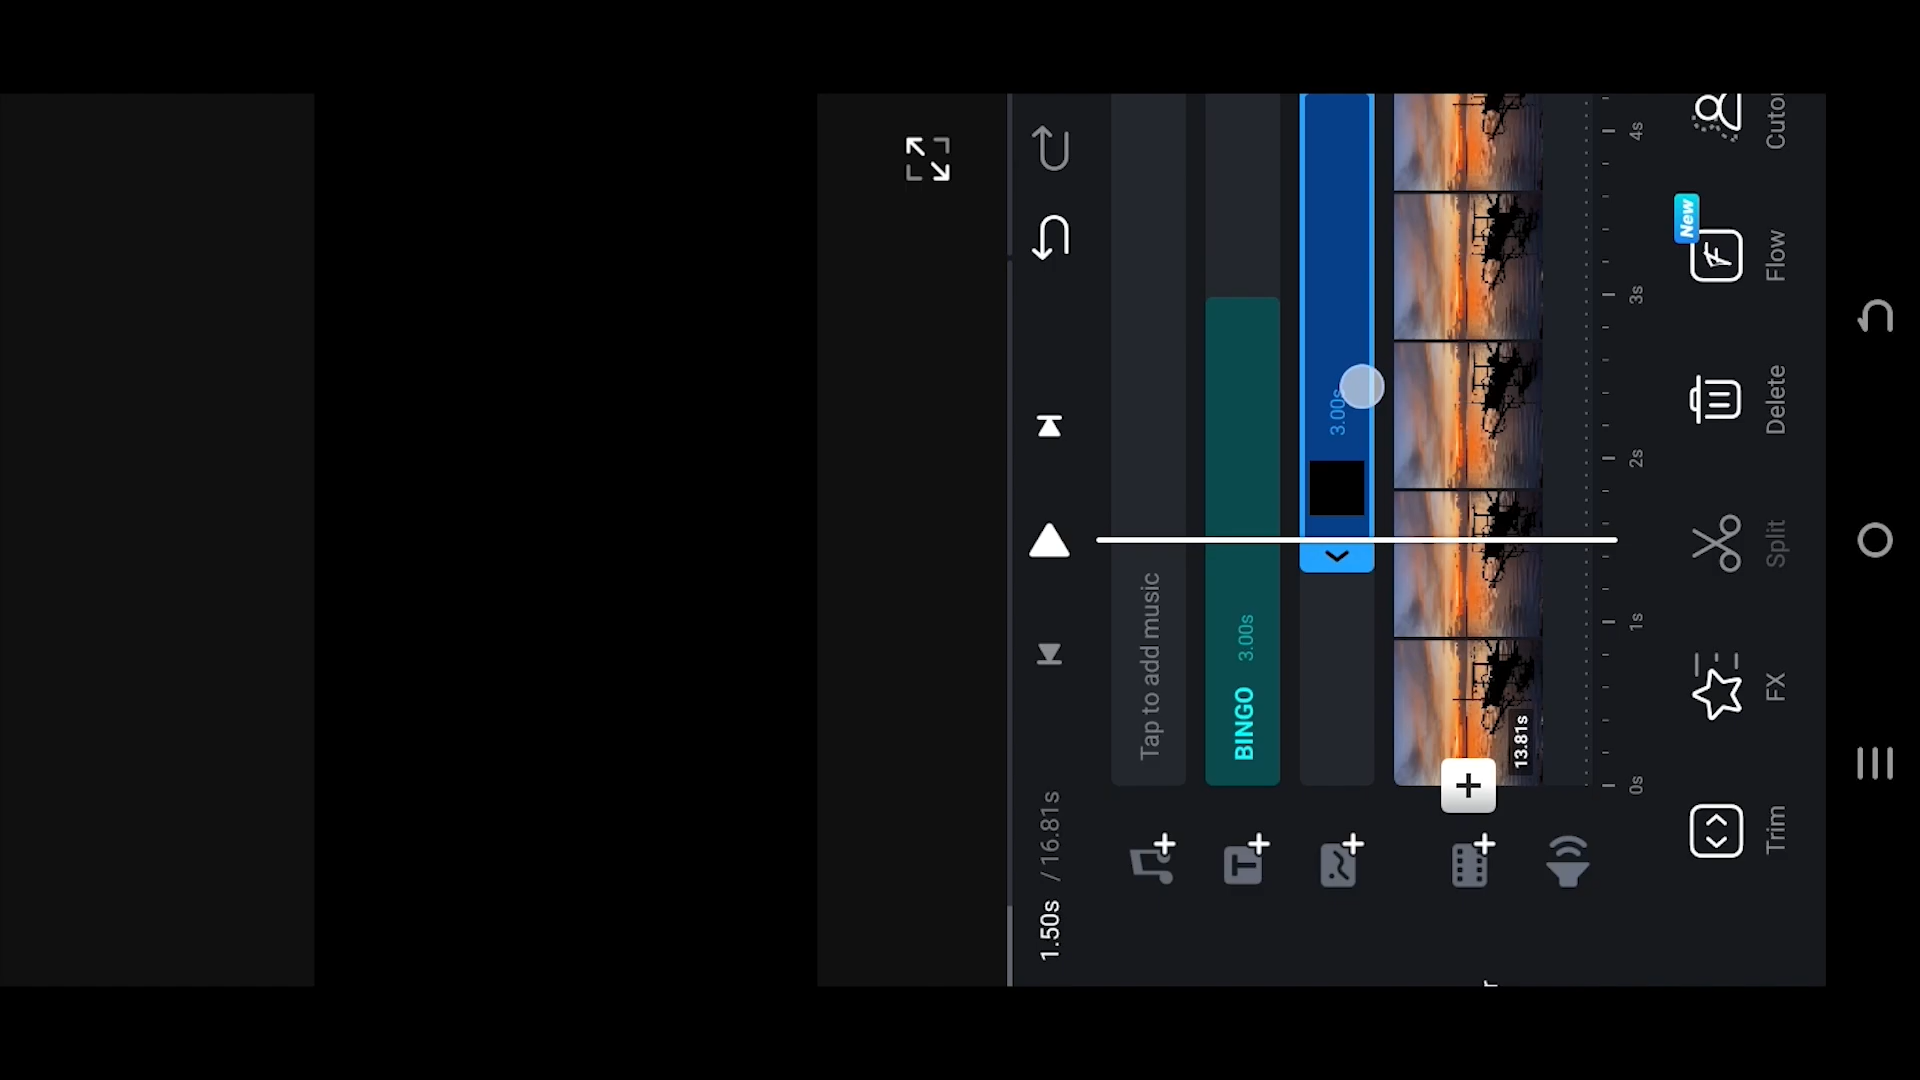 1.50s / 16.81s
Tap to add music
BINGO 3.00s
3.00s
13.81s
0s 1s 2s 3s 4s
Trim FX Split Delete Flow
New